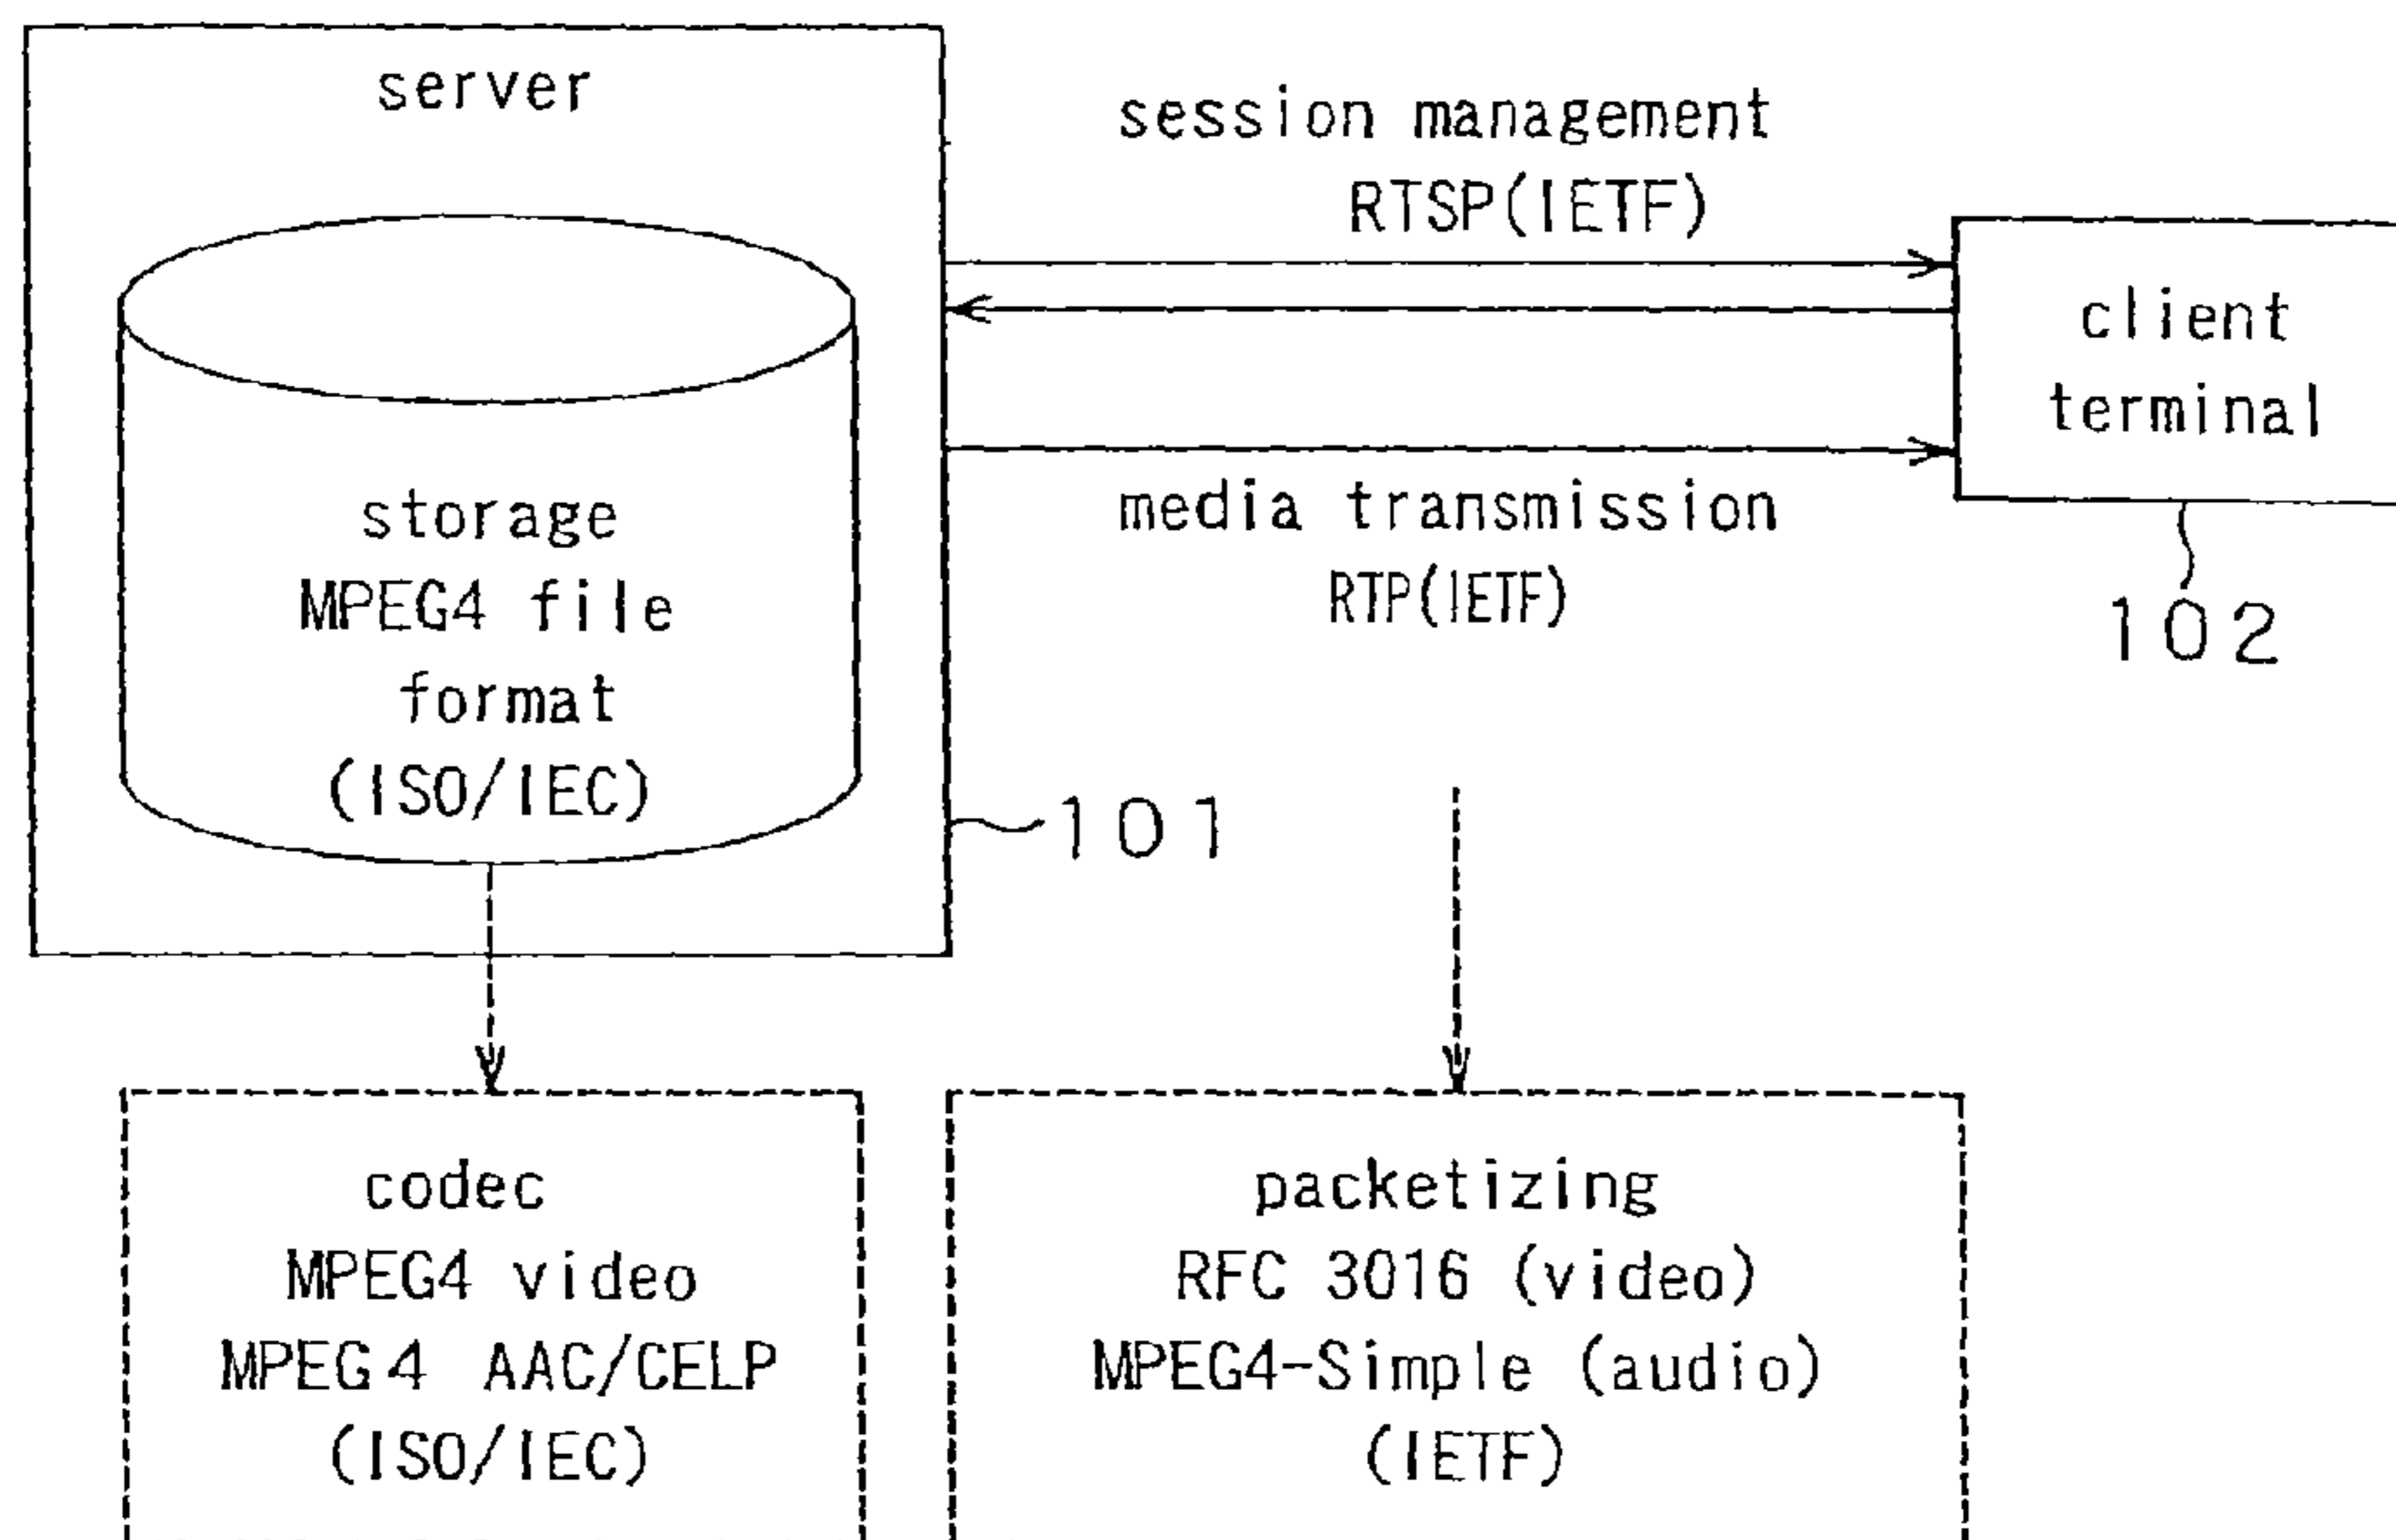 server
storage
MPEG4 file
format
(ISO/IEC)
101
session management
RTSP(IETF)
media transmission
RTP(IETF)
client
terminal
102
codec
MPEG4 video
MPEG4 AAC/CELP
(ISO/IEC)
packetizing
RFC 3016 (video)
MPEG4-Simple (audio)
(IETF)